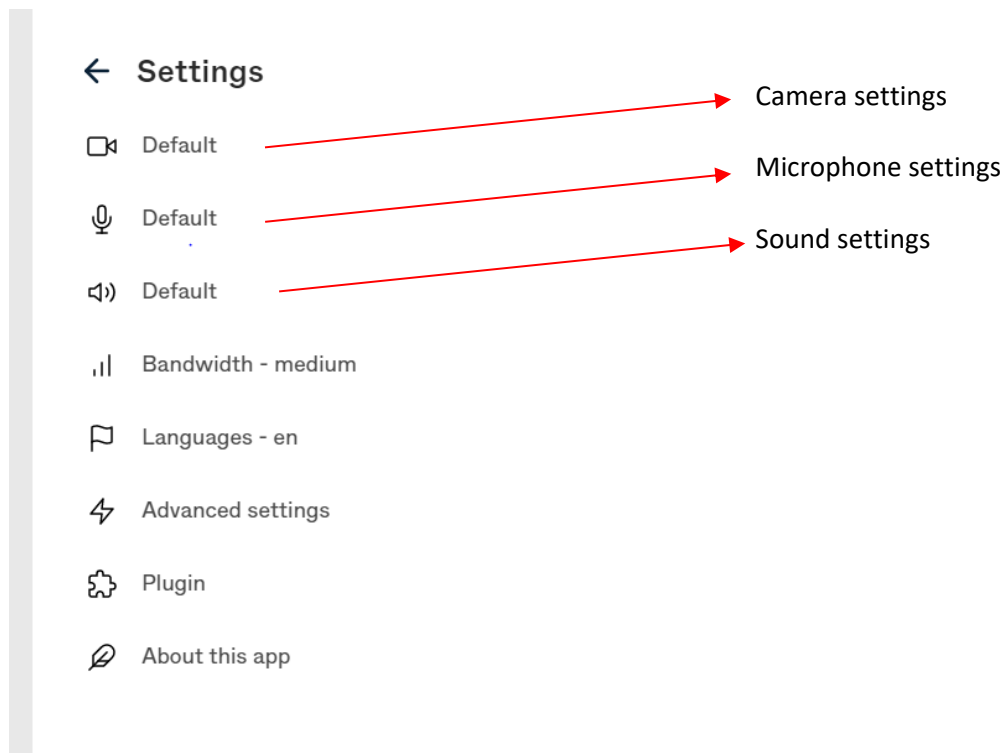 Settings
Default
Camera settings
Default
Microphone settings
Default
Sound settings
Bandwidth - medium
Languages - en
Advanced settings
Plugin
About this app